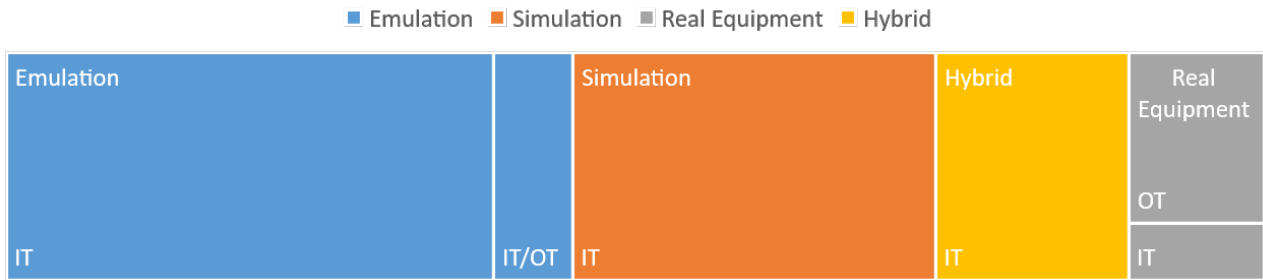 Emulation Simulation Real Equipment Hybrid
Emulation
IT
IT/OT
Simulation
IT
Hybrid
IT
Real
Equipment
OT
IT